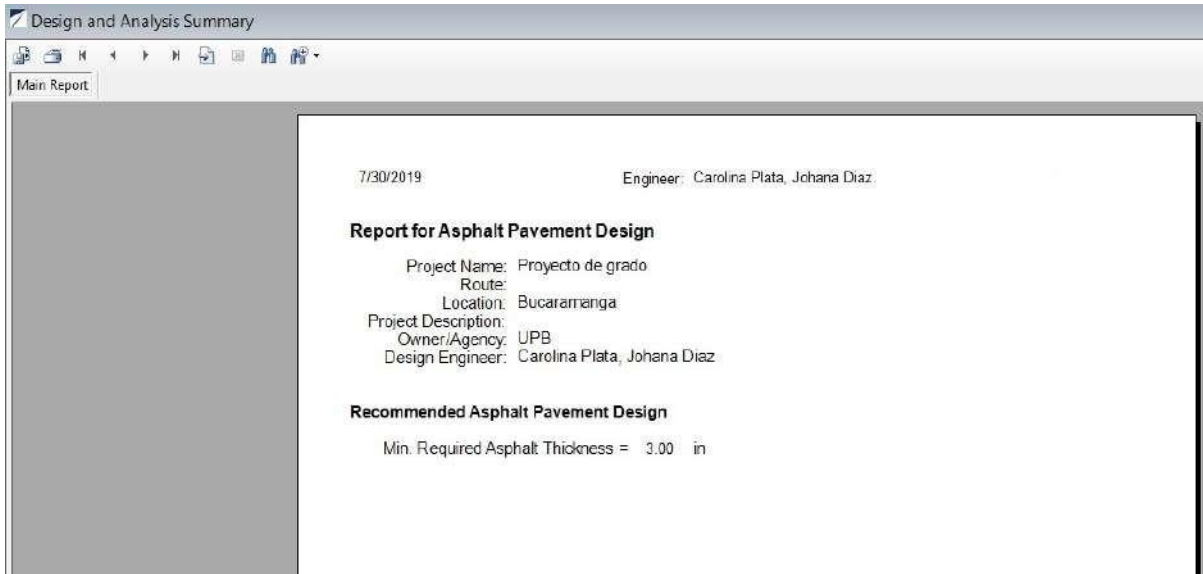 Design and Analysis Summary
Main Report
7/30/2019 Engineer: Carolina Plata, Johana Diaz.
Report for Asphalt Pavement Design
Project Name: Proyecto de grado
Route:
Location: Bucaramanga
Project Description:
Owner/Agency: UPB
Design Engineer: Carolina Plata, Johana Diaz
Recommended Asphalt Pavement Design
Min. Required Asphalt Thickness = 3.00 in